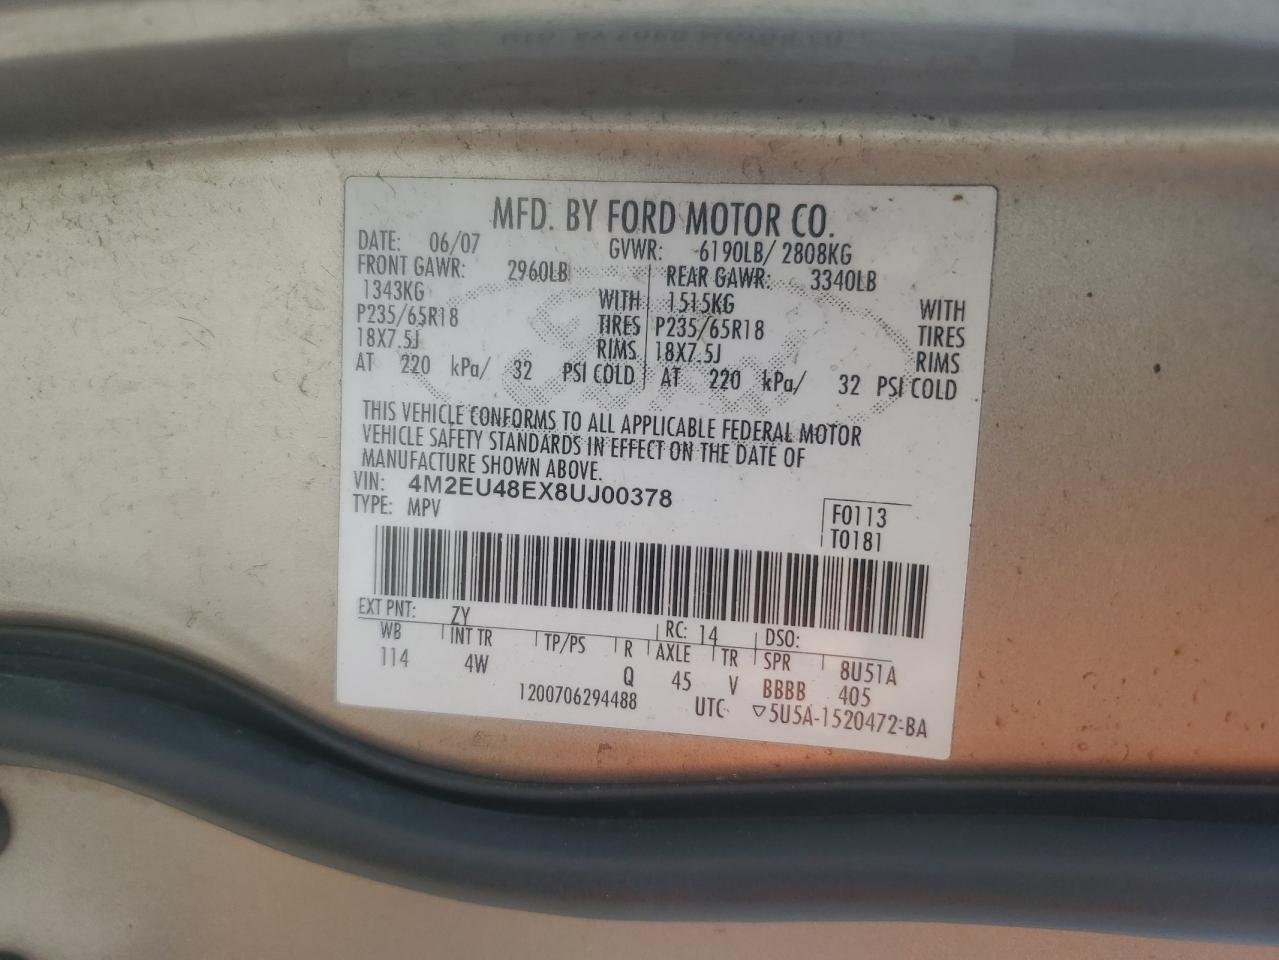 MFD. BY FORD MOTOR CO.
DATE: 06/07 GVWR: 6190LB/ 2808KG
FRONT GAWR: 2960LB REAR GAWR: 3340LB
1343KG WITH 1515KG WITH
P235/65R18 TIRES P235/65R18 TIRES
18X7.5J RIMS 18X7.5J RIMS
AT 220 kPa/ 32 PSI COLD AT 220 kPa/ 32 PSI COLD
THIS VEHICLE CONFORMS TO ALL APPLICABLE FEDERAL MOTOR
VEHICLE SAFETY STANDARDS IN EFFECT ON THE DATE OF
MANUFACTURE SHOWN ABOVE.
VIN: 4M2EU48EX8UJ00378
TYPE: MPV
F0113
T0181
EXT PNT: ZY RC: 14 DSO:
WB INT TR TP/PS R AXLE TR SPR 8U51A
114 4W Q 45 V BBBB 405
1200706294488 UTC ▽5U5A-1520472-BA